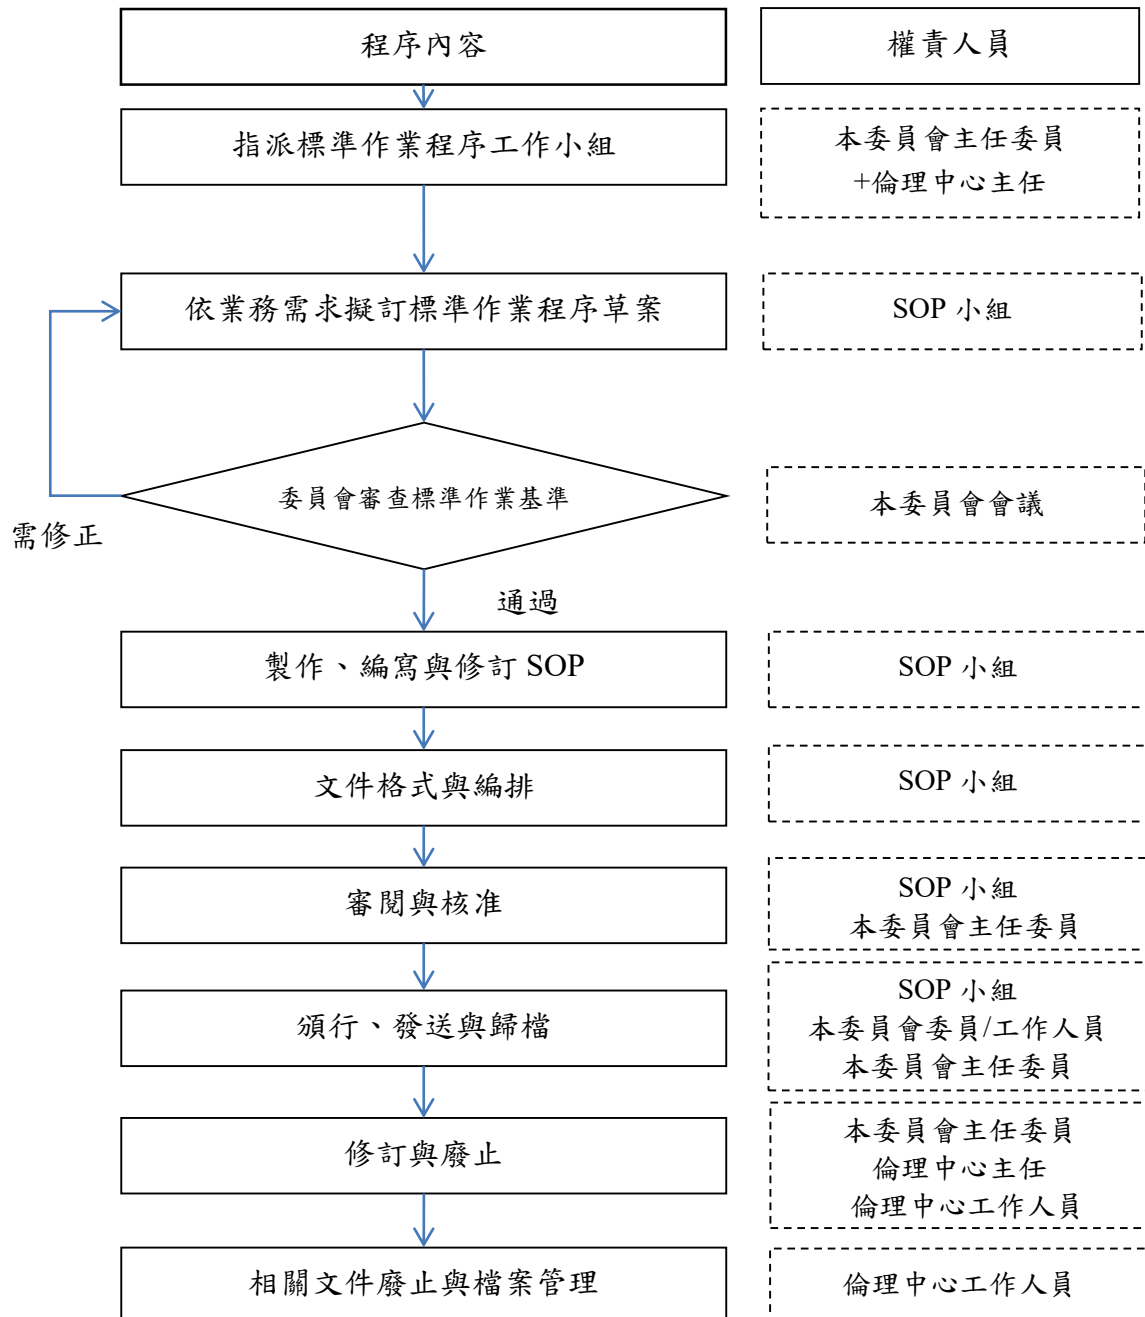 程序內容
權責人員
指派標準作業程序工作小組
本委員會主任委員
+倫理中心主任
依業務需求擬訂標準作業程序草案
SOP 小組
委員會審查標準作業基準
本委員會會議
需修正
通過
製作、編寫與修訂 SOP
SOP 小組
文件格式與編排
SOP 小組
審閱與核准
SOP 小組
本委員會主任委員
頒行、發送與歸檔
SOP 小組
本委員會委員/工作人員
本委員會主任委員
修訂與廢止
本委員會主任委員
倫理中心主任
倫理中心工作人員
相關文件廢止與檔案管理
倫理中心工作人員